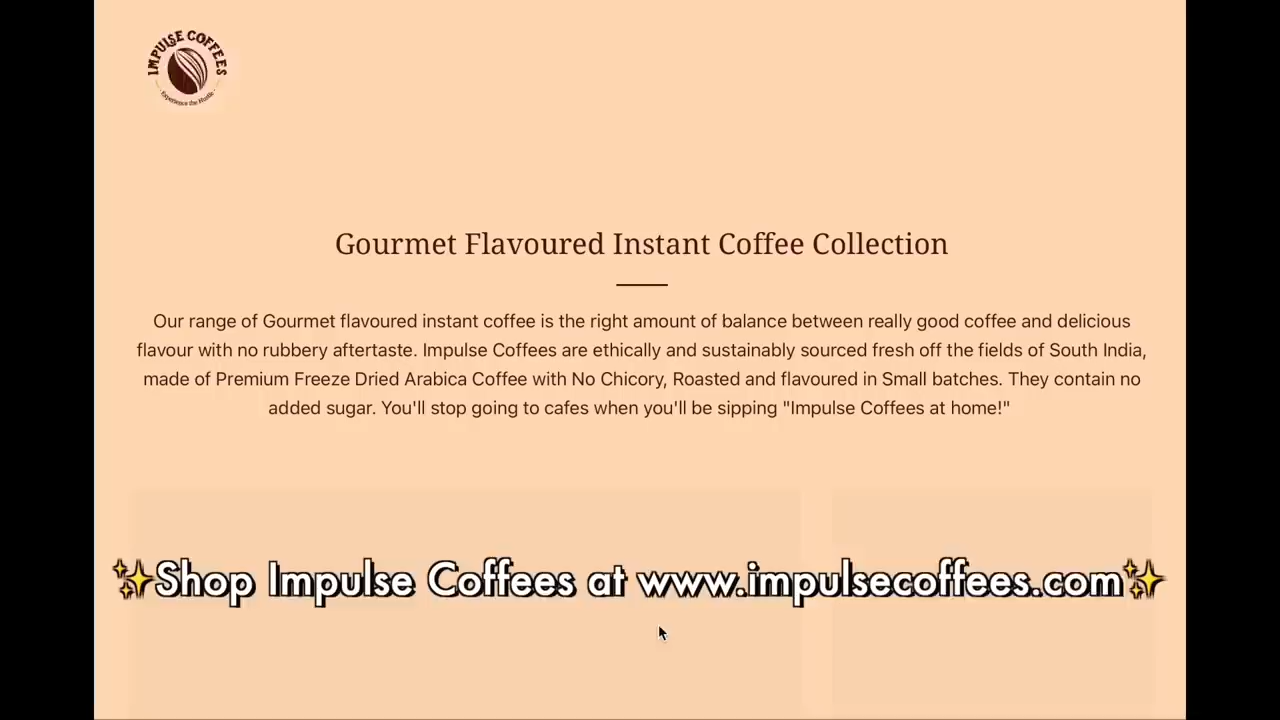 IMPULSE COFFEES
Experience the Hustle
Gourmet Flavoured Instant Coffee Collection
Our range of Gourmet flavoured instant coffee is the right amount of balance between really good coffee and delicious
flavour with no rubbery aftertaste. Impulse Coffees are ethically and sustainably sourced fresh off the fields of South India,
made of Premium Freeze Dried Arabica Coffee with No Chicory, Roasted and flavoured in Small batches. They contain no
added sugar. You'll stop going to cafes when you'll be sipping "Impulse Coffees at home!"
✨Shop Impulse Coffees at www.impulsecoffees.com✨